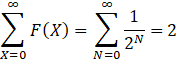 ∑_{X=0}^{∞} F(X) = ∑_{N=0}^{∞} 1/2^N = 2